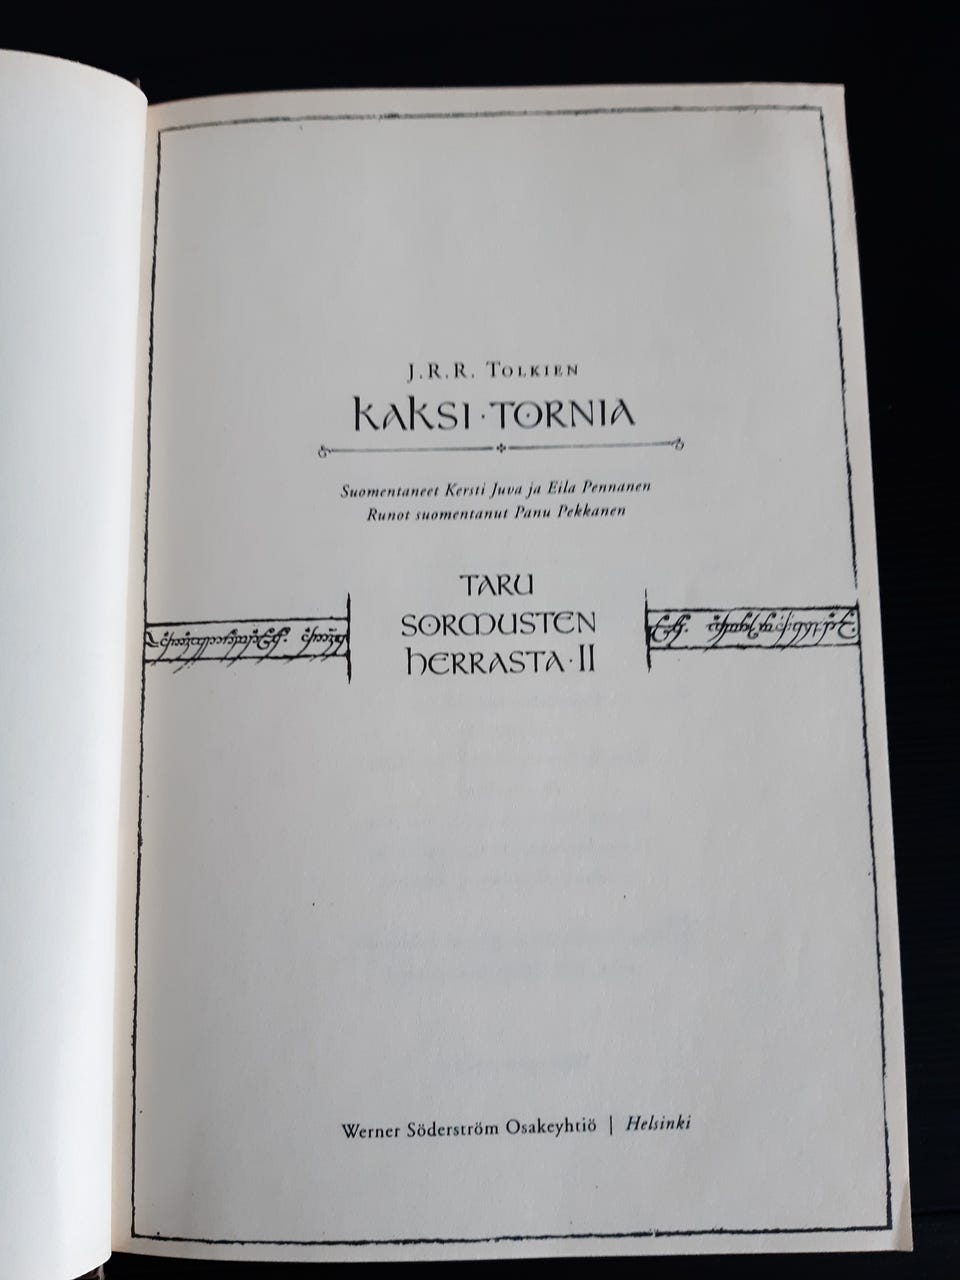 J.R.R. Tolkien
KAKSI · TORNIA
Suomentaneet Kersti Juva ja Eila Pennanen
Runot suomentanut Panu Pekkanen
TARU
SORMUSTEN
HERRASTA · II
Werner Söderström Osakeyhtiö | Helsinki